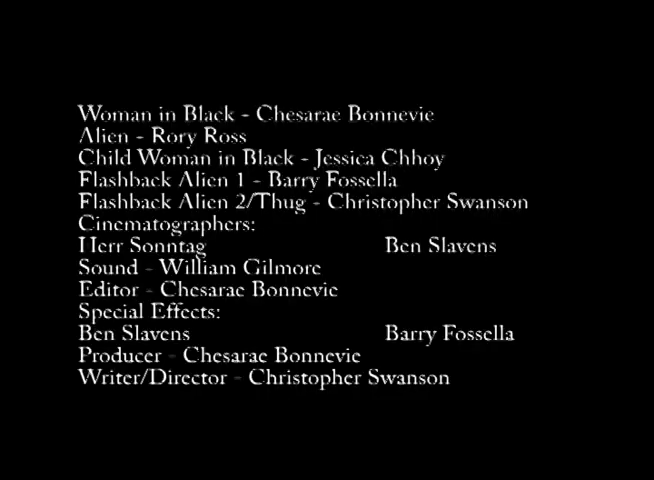 Woman in Black - Chesarae Bonnevie
Alien - Rory Ross
Child Woman in Black - Jessica Chhoy
Flashback Alien 1 - Barry Fossella
Flashback Alien 2/Thug - Christopher Swanson
Cinematographers:
Herr Sonntag Ben Slavens
Sound - William Gilmore
Editor - Chesarae Bonnevie
Special Effects:
Ben Slavens Barry Fossella
Producer - Chesarae Bonnevie
Writer/Director - Christopher Swanson